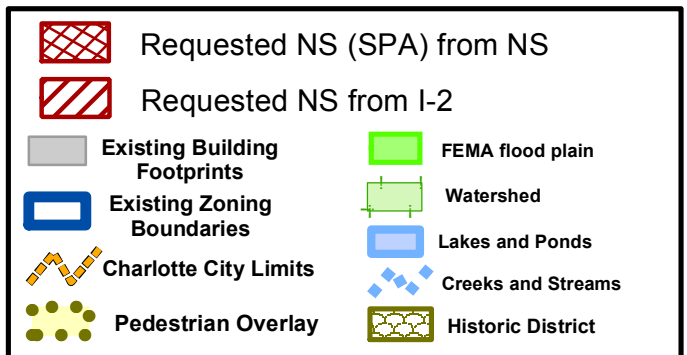 Requested NS (SPA) from NS
Requested NS from I-2
Existing Building
Footprints
Existing Zoning
Boundaries
Charlotte City Limits
Pedestrian Overlay
FEMA flood plain
Watershed
Lakes and Ponds
Creeks and Streams
Historic District